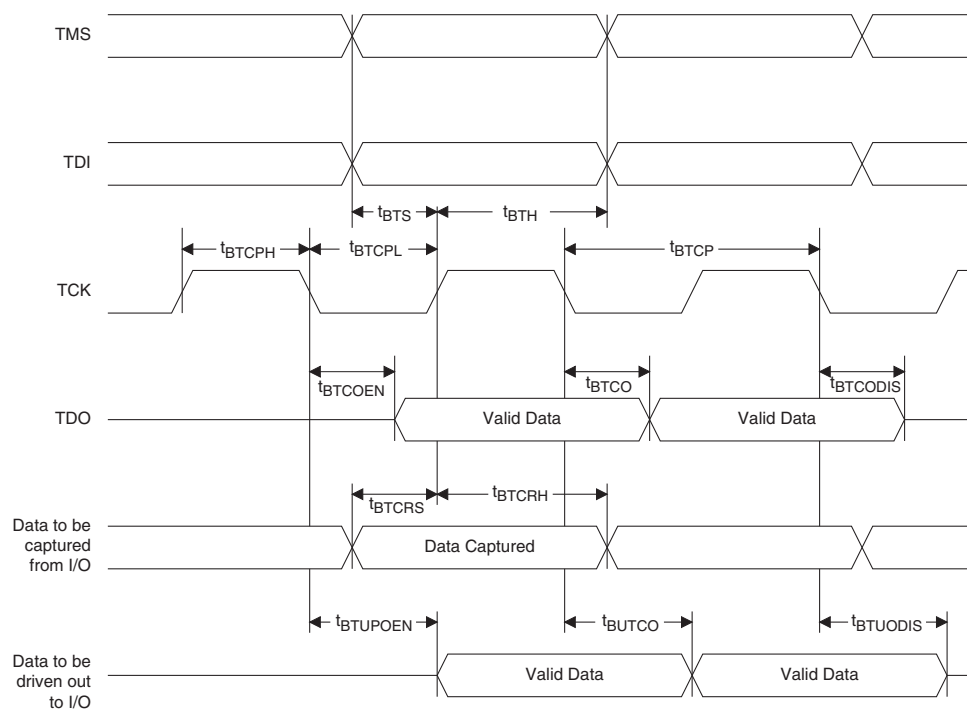 TMS
TDI
tBTS
tBTH
tBTCPH
tBTCPL
tBTCP
TCK
tBTCOEN
tBTCO
tBTCODIS
TDO
Valid Data
Valid Data
tBTCRS
tBTCRH
Data to be
captured
from I/O
Data Captured
tBTUPOEN
tBUTCO
tBTUODIS
Data to be
driven out
to I/O
Valid Data
Valid Data